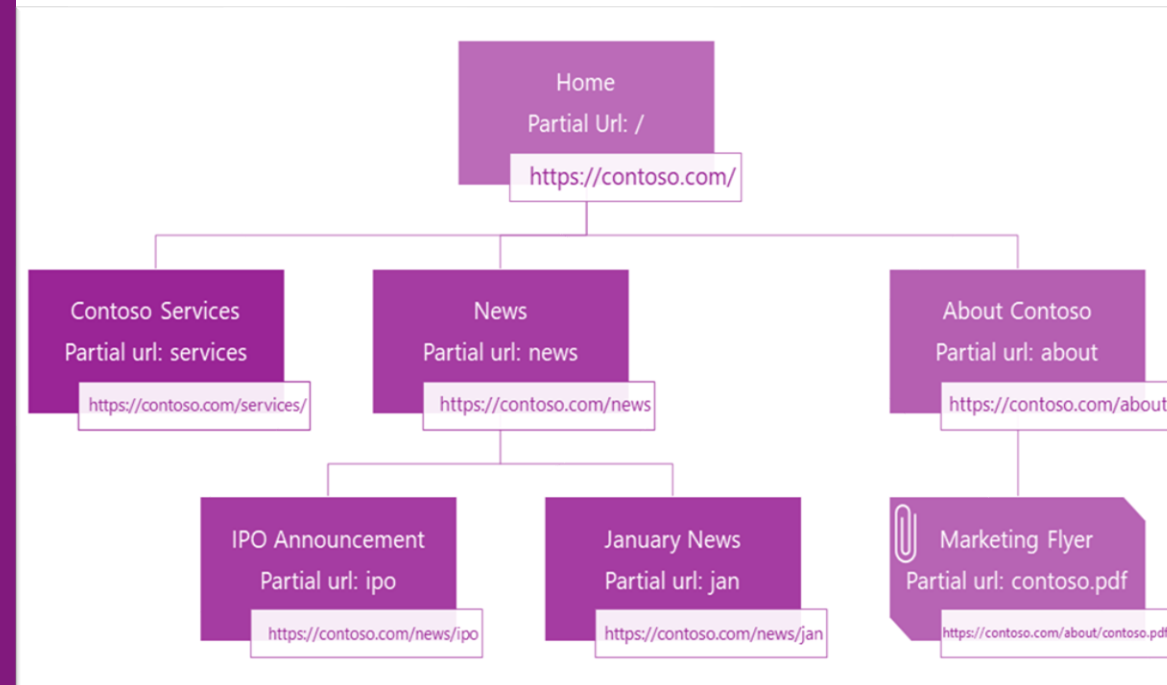 Home
Partial Url: /
https://contoso.com/
Contoso Services
Partial url: services
https://contoso.com/services/
News
Partial url: news
https://contoso.com/news
About Contoso
Partial url: about
https://contoso.com/about
IPO Announcement
Partial url: ipo
https://contoso.com/news/ipo
January News
Partial url: jan
https://contoso.com/news/jan
Marketing Flyer
Partial url: contoso.pdf
https://contoso.com/about/contoso.pdf